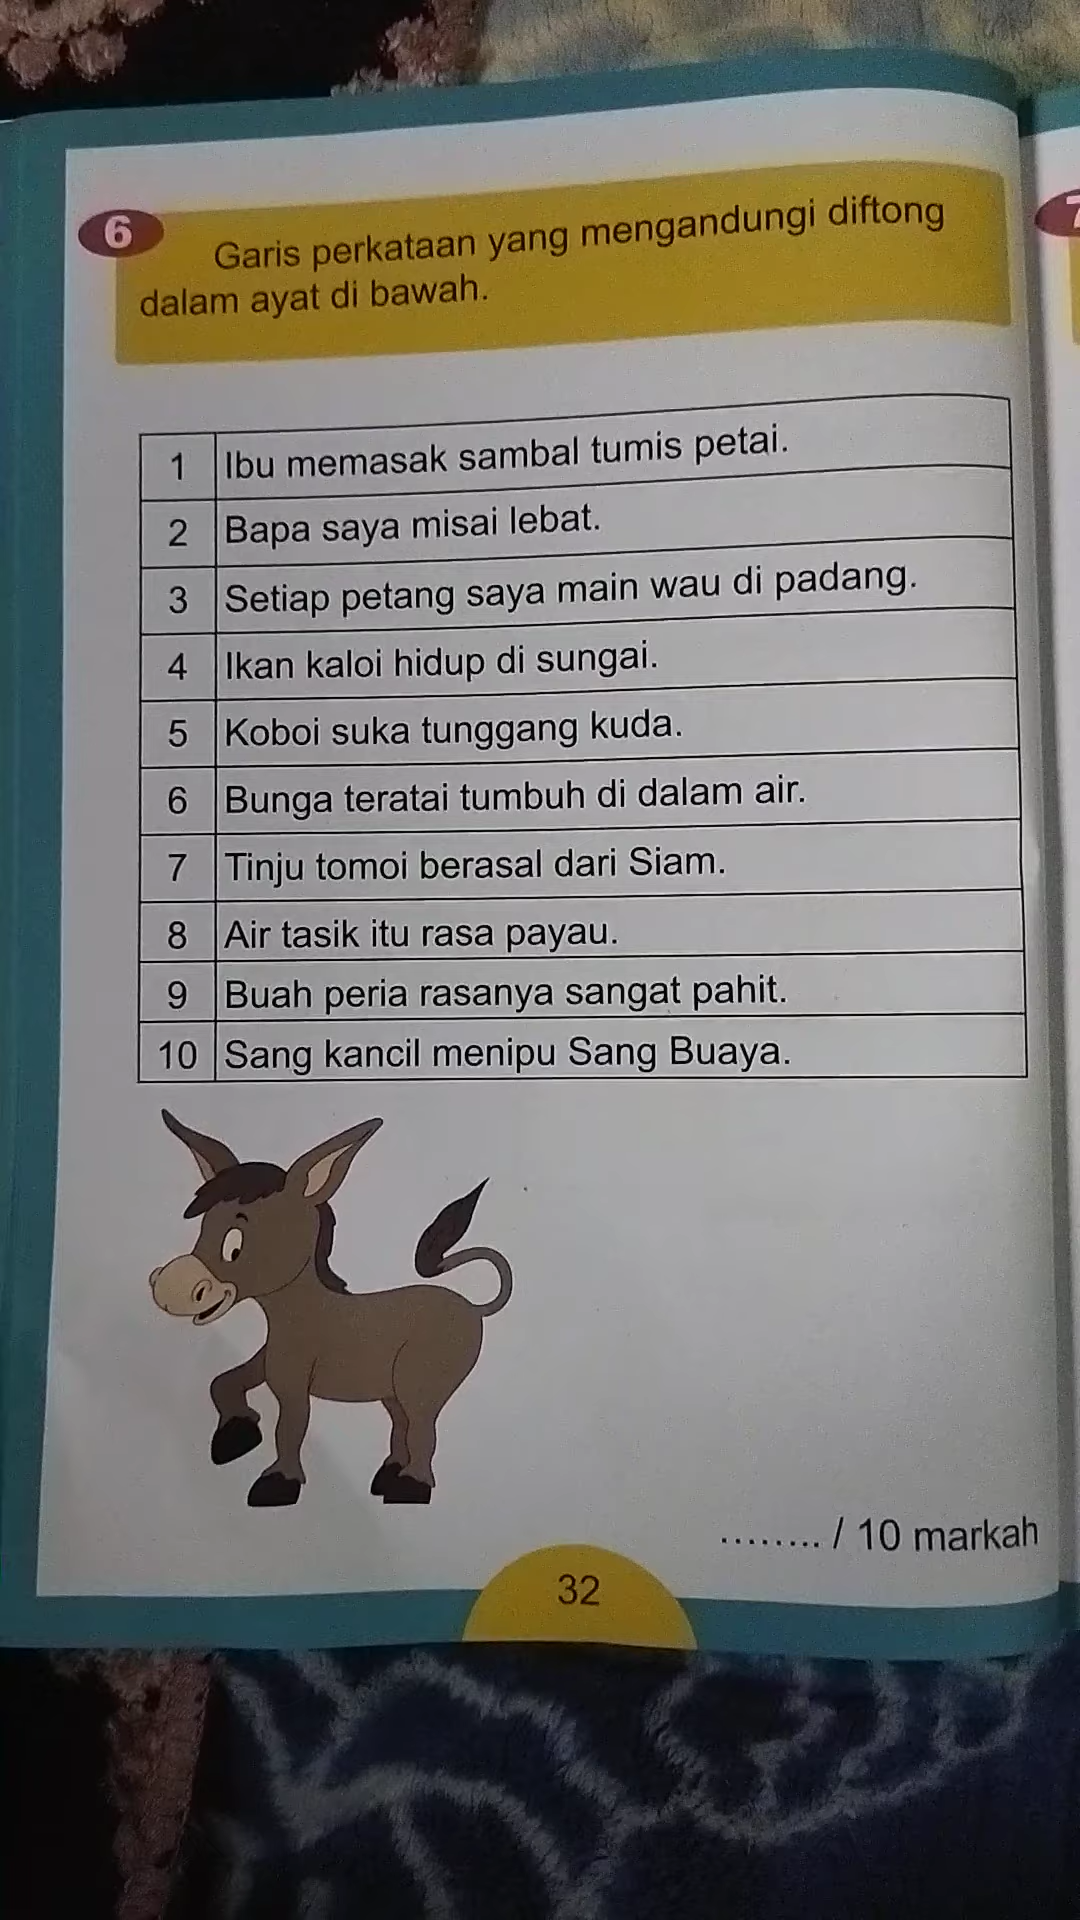 6
Garis perkataan yang mengandungi diftong
dalam ayat di bawah.
1 Ibu memasak sambal tumis petai.
2 Bapa saya misai lebat.
3 Setiap petang saya main wau di padang.
4 Ikan kaloi hidup di sungai.
5 Koboi suka tunggang kuda.
6 Bunga teratai tumbuh di dalam air.
7 Tinju tomoi berasal dari Siam.
8 Air tasik itu rasa payau.
9 Buah peria rasanya sangat pahit.
10 Sang kancil menipu Sang Buaya.
........ / 10 markah
32